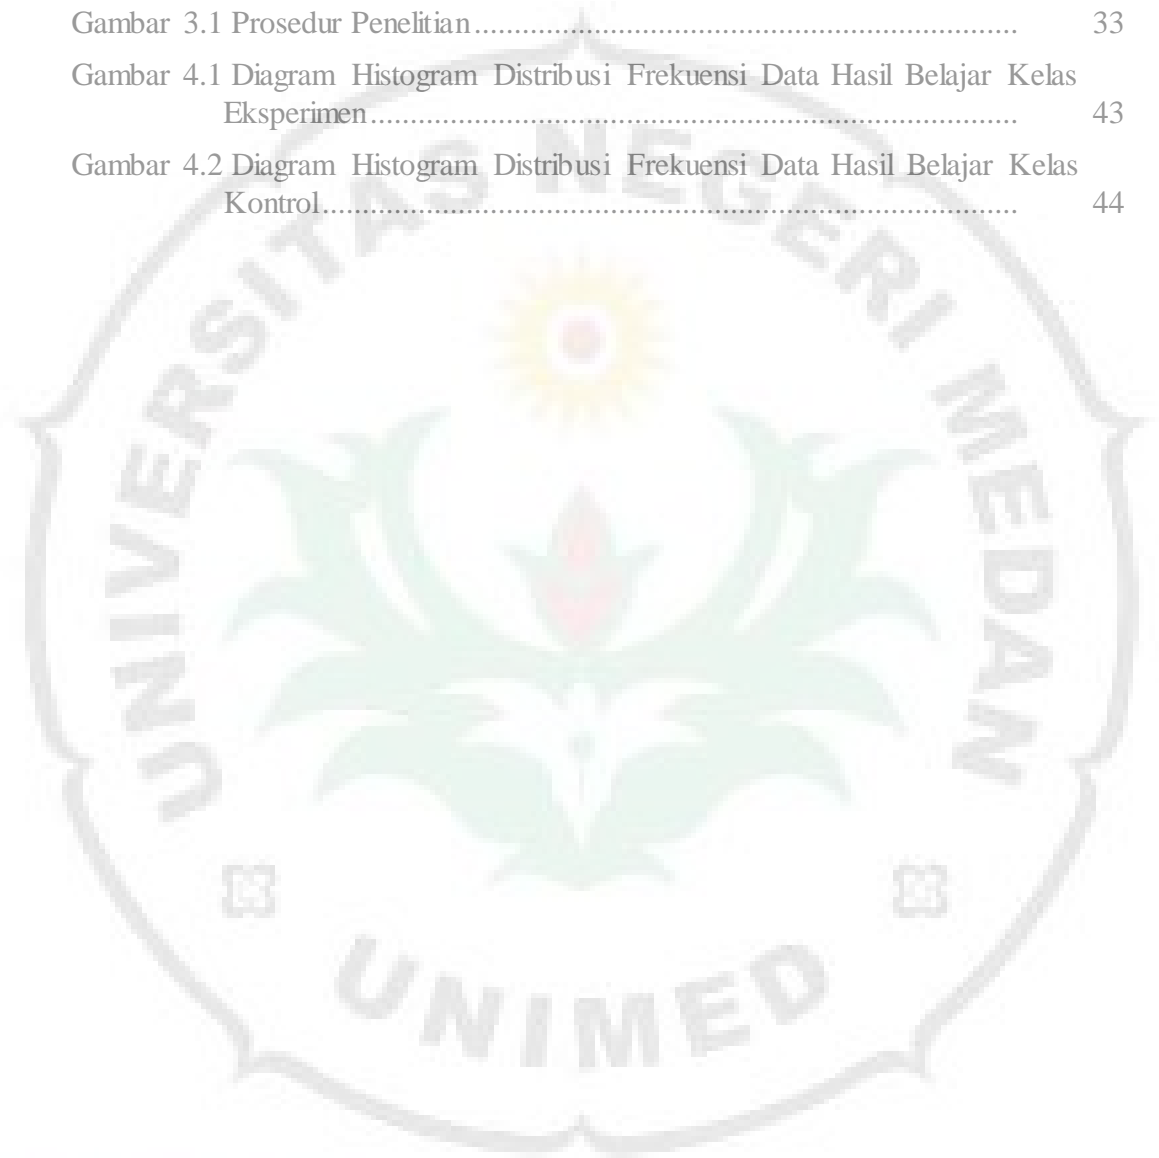 Gambar 3.1 Prosedur Penelitian.................................................................... 33
Gambar 4.1 Diagram Histogram Distribusi Frekuensi Data Hasil Belajar Kelas
Eksperimen................................................................................. 43
Gambar 4.2 Diagram Histogram Distribusi Frekuensi Data Hasil Belajar Kelas
Kontrol....................................................................................... 44
UNIVERSITAS NEGERI MEDAN
UNIMED